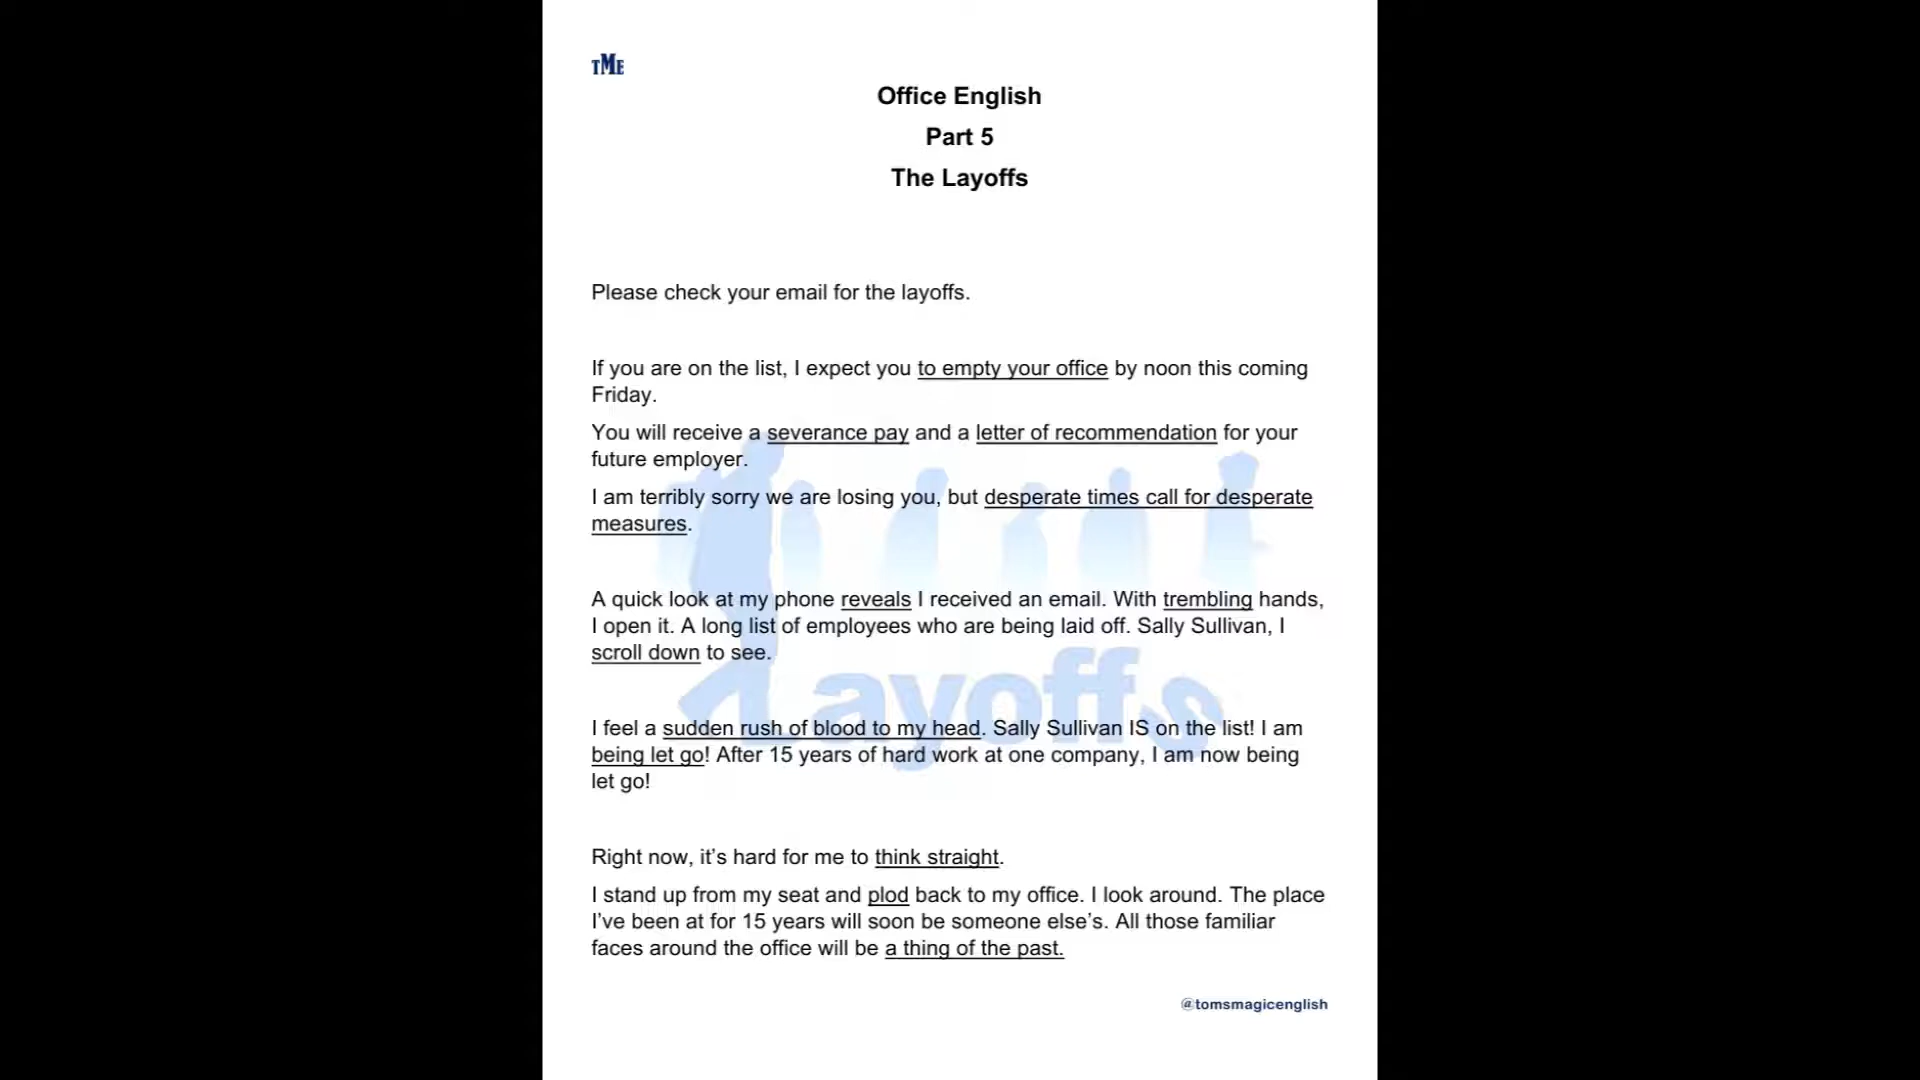 TME
Office English
Part 5
The Layoffs
Please check your email for the layoffs.
If you are on the list, I expect you to empty your office by noon this coming
Friday.
You will receive a severance pay and a letter of recommendation for your
future employer.
I am terribly sorry we are losing you, but desperate times call for desperate
measures.
A quick look at my phone reveals I received an email. With trembling hands,
I open it. A long list of employees who are being laid off. Sally Sullivan, I
scroll down to see.
Layoffs
I feel a sudden rush of blood to my head. Sally Sullivan IS on the list! I am
being let go! After 15 years of hard work at one company, I am now being
let go!
Right now, it’s hard for me to think straight.
I stand up from my seat and plod back to my office. I look around. The place
I’ve been at for 15 years will soon be someone else’s. All those familiar
faces around the office will be a thing of the past.
@tomsmagicenglish